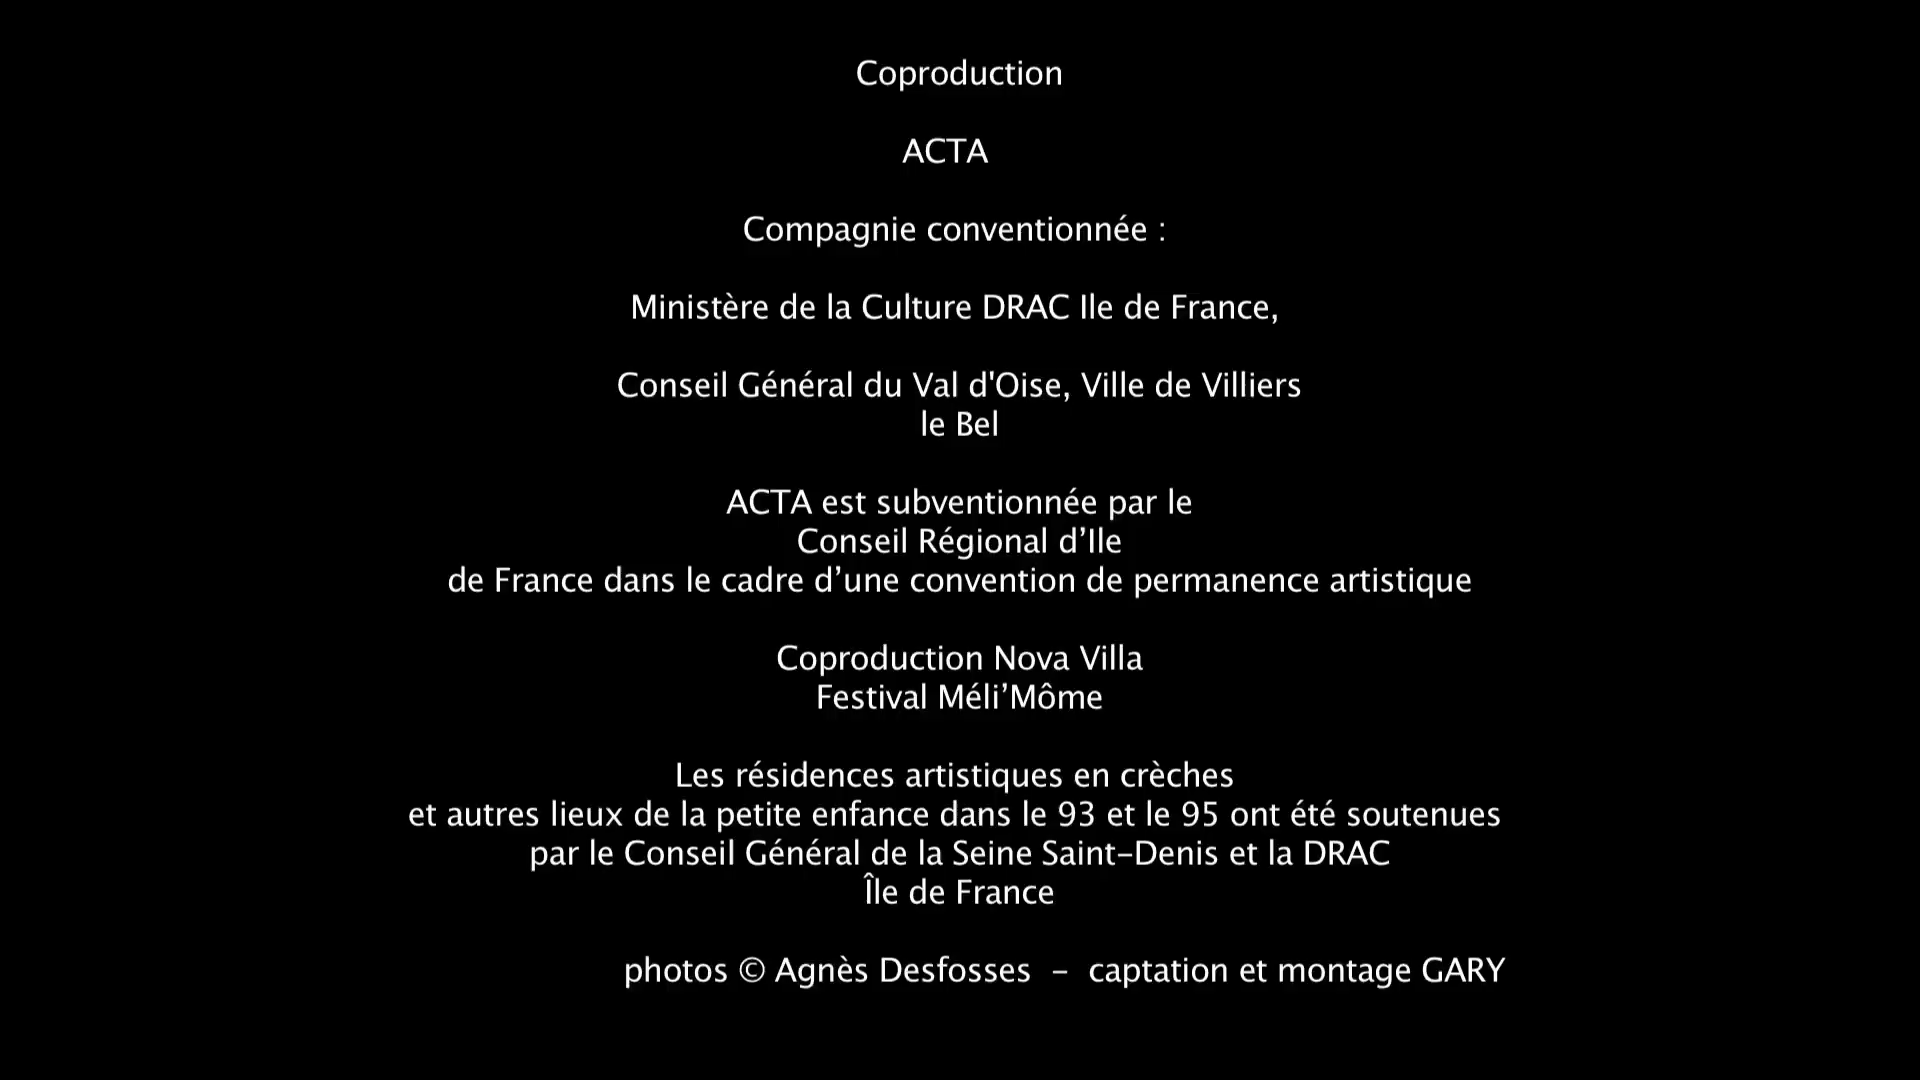 Coproduction
ACTA
Compagnie conventionnée :
Ministère de la Culture DRAC Ile de France,
Conseil Général du Val d'Oise, Ville de Villiers
le Bel
ACTA est subventionnée par le
Conseil Régional d’Ile
de France dans le cadre d’une convention de permanence artistique
Coproduction Nova Villa
Festival Méli’Môme
Les résidences artistiques en crèches
et autres lieux de la petite enfance dans le 93 et le 95 ont été soutenues
par le Conseil Général de la Seine Saint-Denis et la DRAC
Île de France
photos © Agnès Desfosses - captation et montage GARY